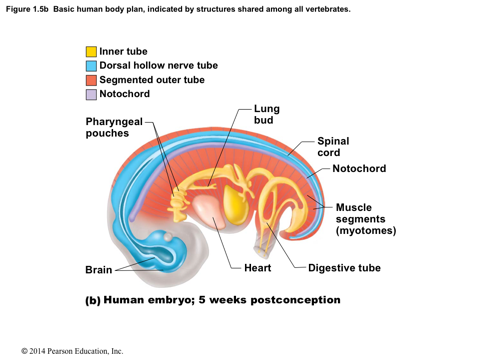 Figure 1.5b Basic human body plan, indicated by structures shared among all vertebrates.
Inner tube
Dorsal hollow nerve tube
Segmented outer tube
Notochord
Lung
bud
Pharyngeal
pouches
Spinal
cord
Notochord
Muscle
segments
(myotomes)
Brain
Heart
Digestive tube
(b) Human embryo; 5 weeks postconception
© 2014 Pearson Education, Inc.